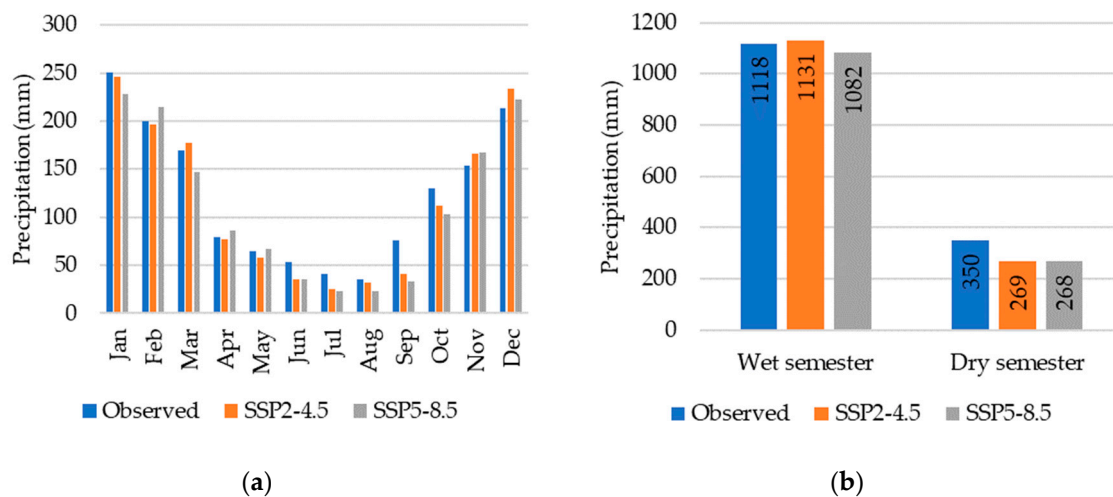 300
250
200
150
100
50
0
Precipitation (mm)
Jan
Feb
Mar
Apr
May
Jun
Jul
Aug
Sep
Oct
Nov
Dec
Observed SSP2-4.5 SSP5-8.5
(a)
1200
1000
800
600
400
200
0
Precipitation (mm)
1118
1131
1082
350
269
268
Wet semester Dry semester
Observed SSP2-4.5 SSP5-8.5
(b)